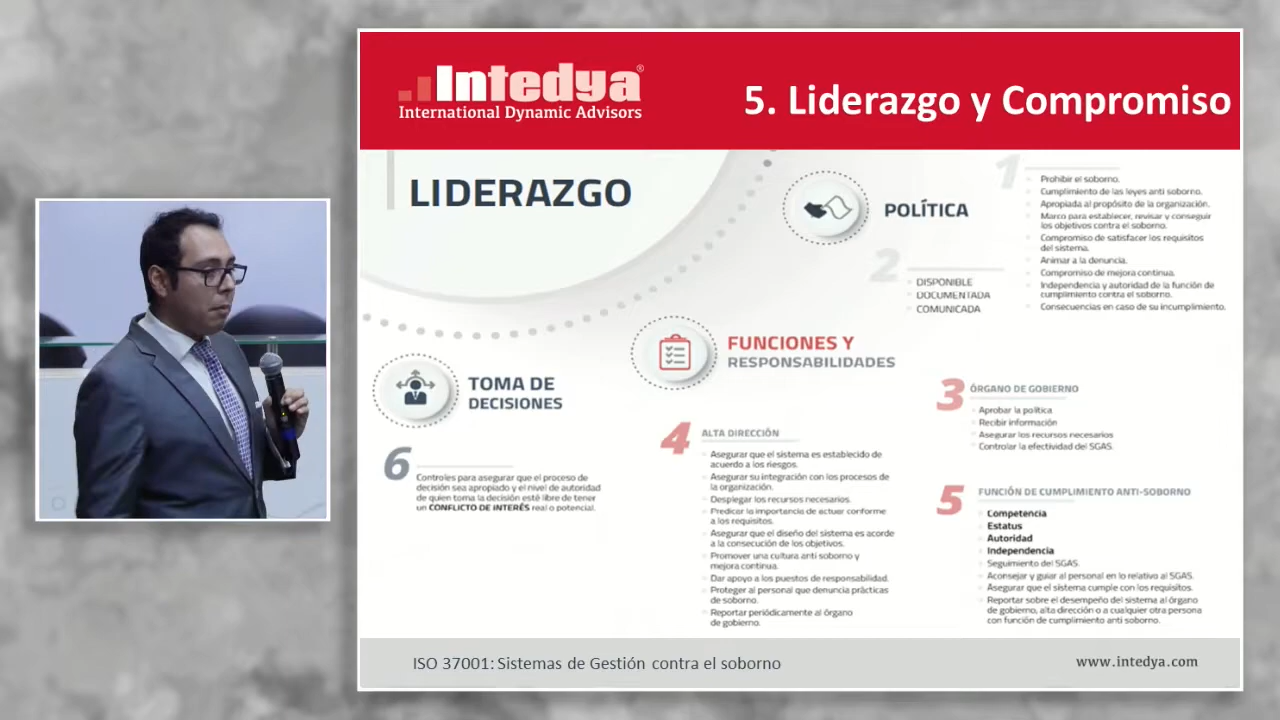 Intedya®
International Dynamic Advisors
5. Liderazgo y Compromiso
LIDERAZGO
POLÍTICA
1
Prohibir el soborno.
Cumplimiento de las leyes anti soborno.
Apropiada al propósito de la organización.
Marco para establecer, revisar y conseguir
los objetivos contra el soborno.
Compromiso de satisfacer los requisitos
del sistema.
Animar a la denuncia.
Compromiso de mejora continua.
Independencia y autoridad de la función de
cumplimiento contra el soborno.
Consecuencias en caso de su incumplimiento.
2
DISPONIBLE
DOCUMENTADA
COMUNICADA
FUNCIONES Y
RESPONSABILIDADES
3
ÓRGANO DE GOBIERNO
Aprobar la política
Recibir información
Asegurar los recursos necesarios
Controlar la efectividad del SGAS.
4
ALTA DIRECCIÓN
Asegurar que el sistema es establecido de
acuerdo a los riesgos.
Asegurar su integración con los procesos de
la organización.
Desplegar los recursos necesarios.
Predicar la importancia de actuar conforme
a los requisitos.
Asegurar que el diseño del sistema es acorde
a la consecución de los objetivos.
Promover una cultura anti soborno y
mejora continua.
Dar apoyo a los puestos de responsabilidad.
Proteger al personal que denuncia prácticas
de soborno.
Reportar periódicamente al órgano
de gobierno.
5
FUNCIÓN DE CUMPLIMIENTO ANTI-SOBORNO
Competencia
Estatus
Autoridad
Independencia
Seguimiento del SGAS.
Aconsejar y guiar al personal en lo relativo al SGAS.
Asegurar que el sistema cumple con los requisitos.
Reportar sobre el desempeño del sistema al órgano
de gobierno, alta dirección o a cualquier otra persona
con función de cumplimiento anti soborno.
TOMA DE
DECISIONES
6
Controles para asegurar que el proceso de
decisión sea apropiado y el nivel de autoridad
de quien toma la decisión esté libre de tener
un CONFLICTO DE INTERÉS real o potencial.
ISO 37001: Sistemas de Gestión contra el soborno
www.intedya.com